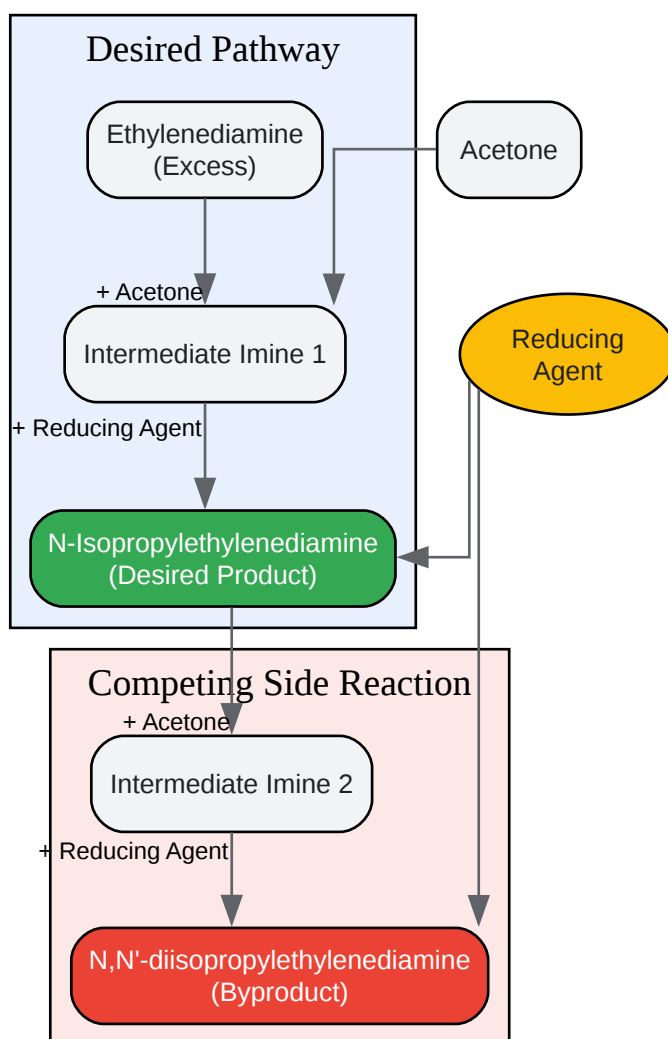 Desired Pathway
Ethylenediamine
(Excess)
Acetone
+ Acetone
Intermediate Imine 1
Reducing
Agent
+ Reducing Agent
N-Isopropylethylenediamine
(Desired Product)
Competing Side Reaction
+ Acetone
Intermediate Imine 2
+ Reducing Agent
N,N'-diisopropylethylenediamine
(Byproduct)